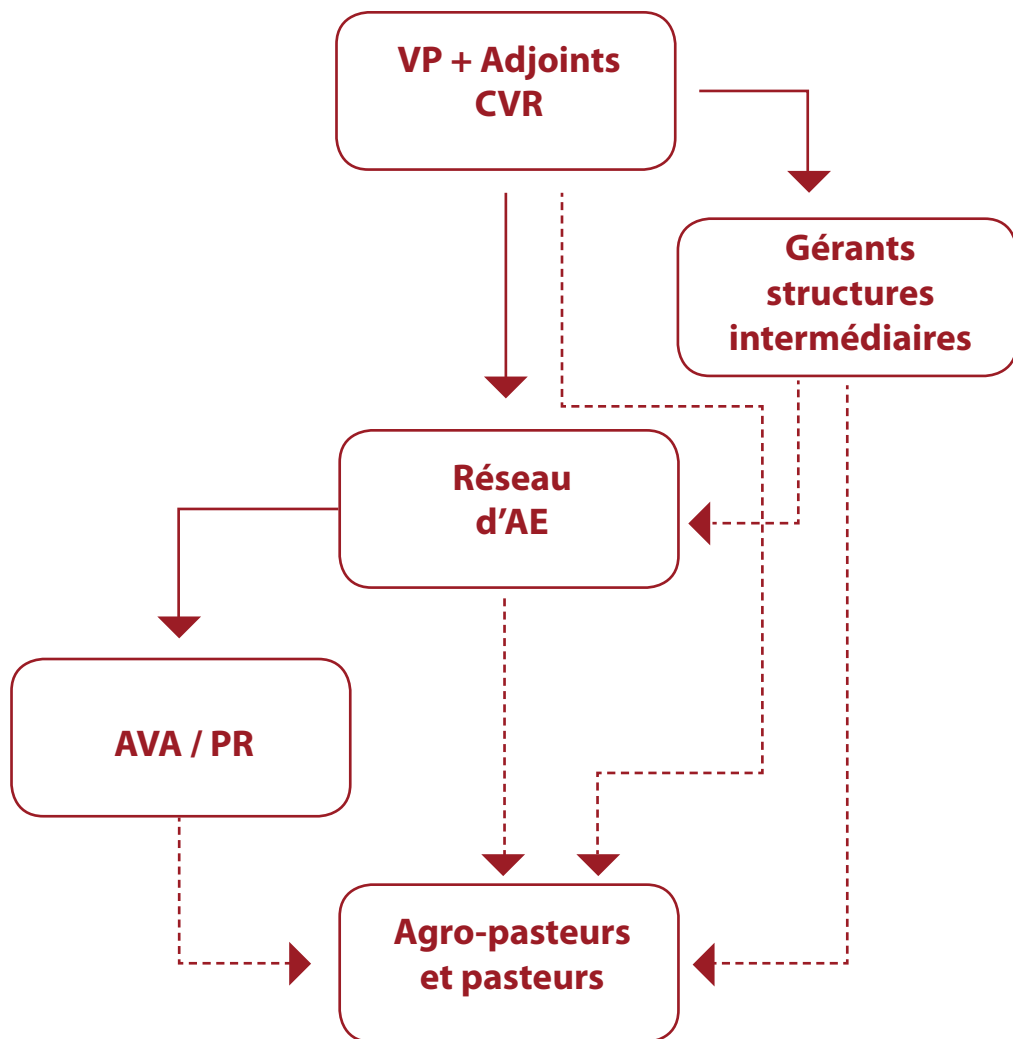 VP + Adjoints
CVR
Gérants
structures
intermédiaires
Réseau
d’AE
AVA / PR
Agro-pasteurs
et pasteurs